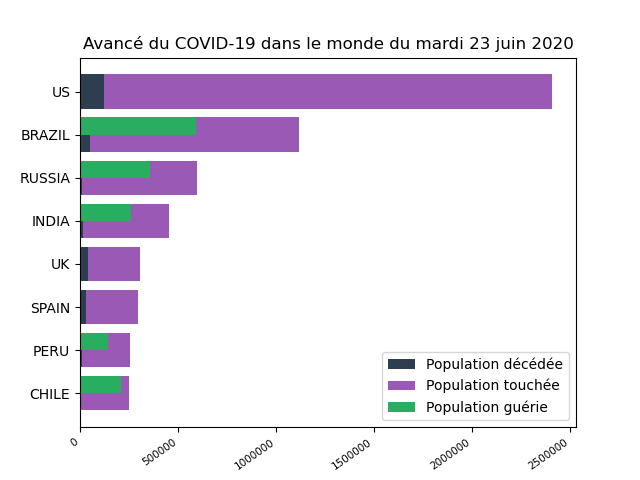 Avancé du COVID-19 dans le monde du mardi 23 juin 2020
US
BRAZIL
RUSSIA
INDIA
UK
SPAIN
PERU
CHILE
Population décédée
Population touchée
Population guérie
0
500000
1000000
1500000
2000000
2500000